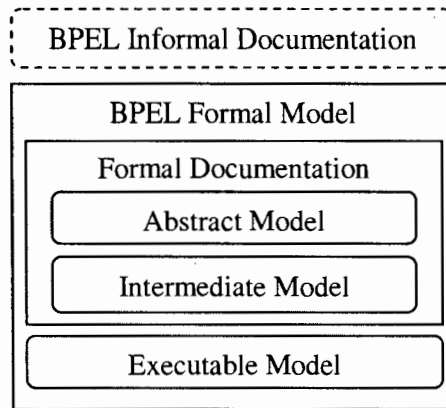 BPEL Informal Documentation
BPEL Formal Model
Formal Documentation
Abstract Model
Intermediate Model
Executable Model